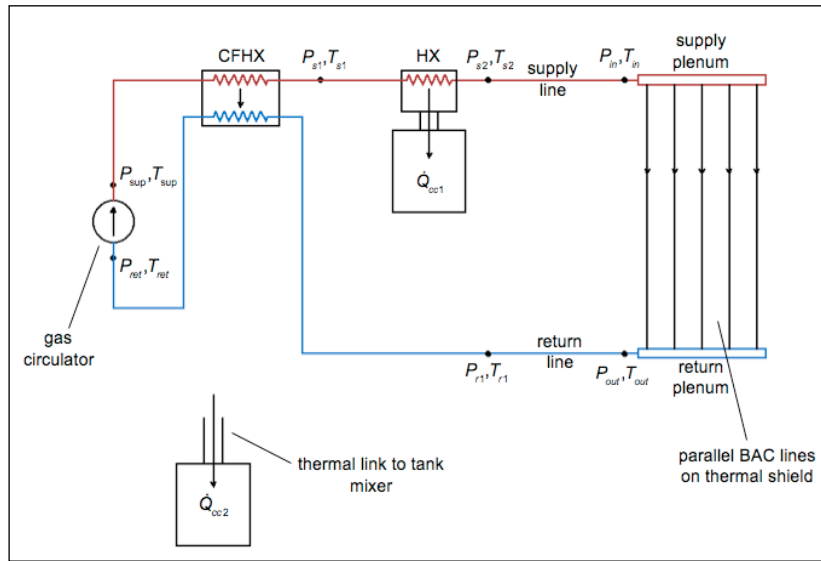 CFHX
P_s1,T_s1
HX
P_s2,T_s2
supply
line
P_in,T_in
supply
plenum
P_sup,T_sup
Q̇_cc1
P_ret,T_ret
gas
circulator
P_r1,T_r1
return
line
P_out,T_out
return
plenum
thermal link to tank
mixer
parallel BAC lines
on thermal shield
Q̇_cc2